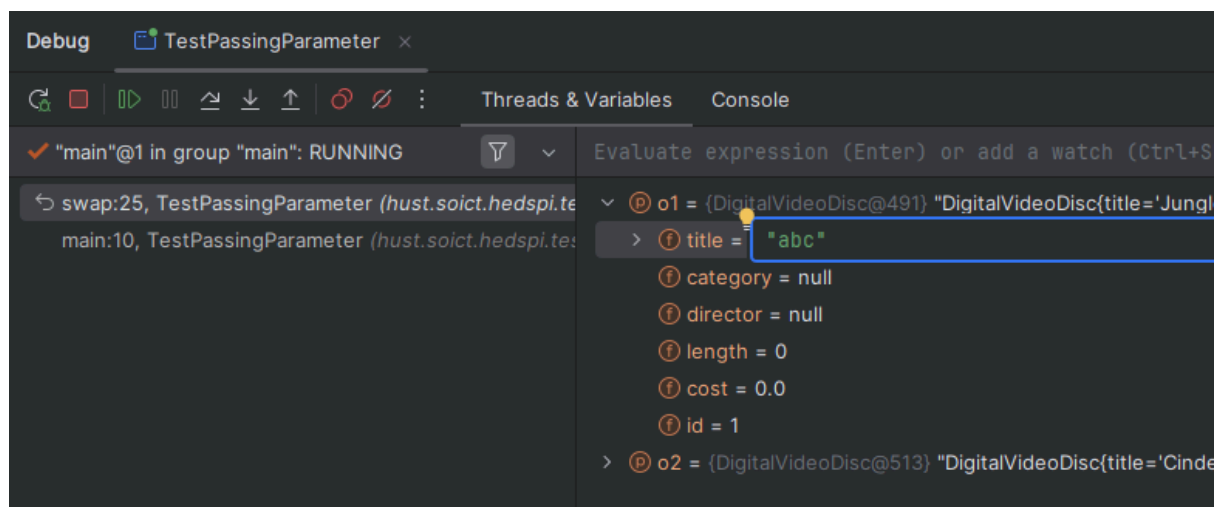 Debug TestPassingParameter
Threads & Variables Console
"main"@1 in group "main": RUNNING
Evaluate expression (Enter) or add a watch (Ctrl+S
swap:25, TestPassingParameter (hust.soict.hedspi.te
main:10, TestPassingParameter (hust.soict.hedspi.tes
o1 = {DigitalVideoDisc@491} "DigitalVideoDisc{title='Jungl
title = "abc"
category = null
director = null
length = 0
cost = 0.0
id = 1
o2 = {DigitalVideoDisc@513} "DigitalVideoDisc{title='Cinde